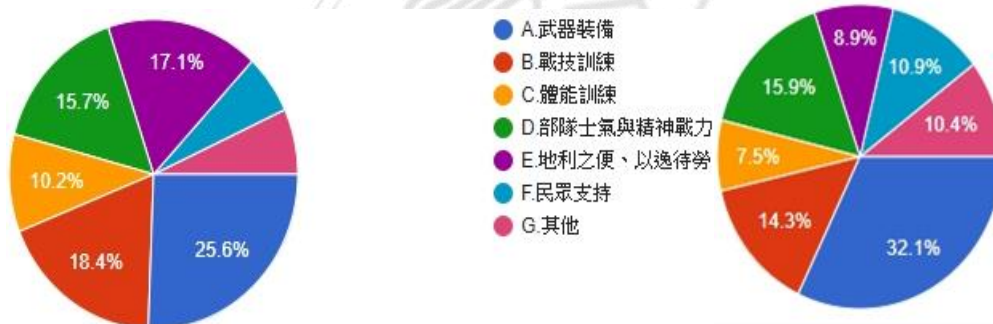 17.1%
15.7%
10.2%
18.4%
25.6%
A.武器裝備
B.戰技訓練
C.體能訓練
D.部隊士氣與精神戰力
E.地利之便、以逸待勞
F.民眾支持
G.其他
8.9%
10.9%
15.9%
10.4%
7.5%
14.3%
32.1%